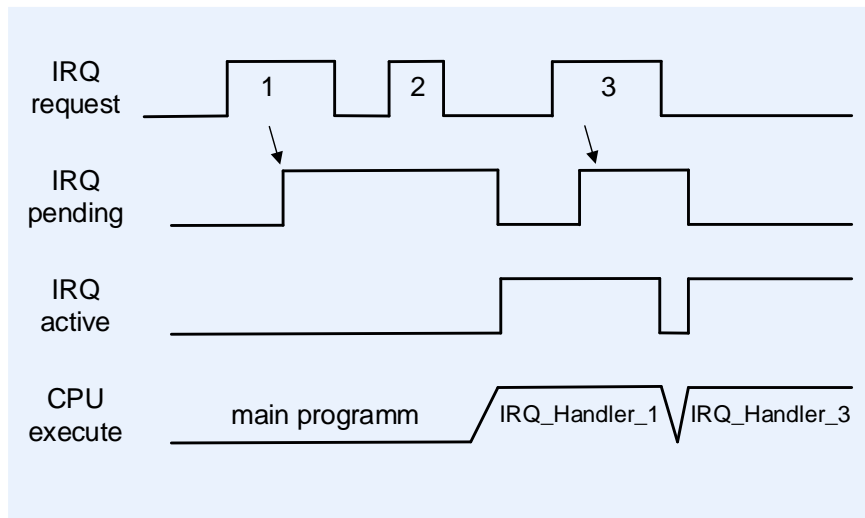 IRQ
request
1
2
3
IRQ
pending
IRQ
active
CPU
execute
main programm
IRQ_Handler_1
IRQ_Handler_3